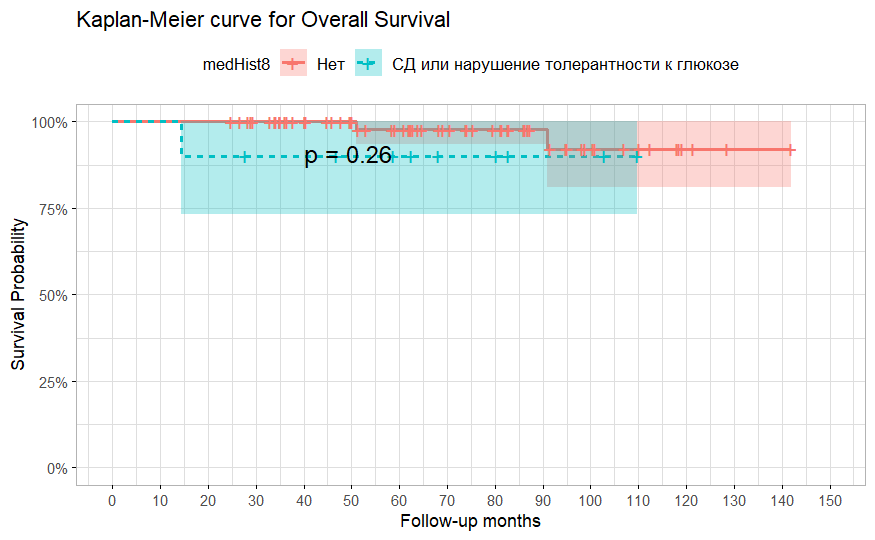 Kaplan-Meier curve for Overall Survival
medHist8 Нет СД или нарушение толерантности к глюкозе
100%
p = 0.26
75%
50%
25%
0%
Survival Probability
0 10 20 30 40 50 60 70 80 90 100 110 120 130 140 150
Follow-up months